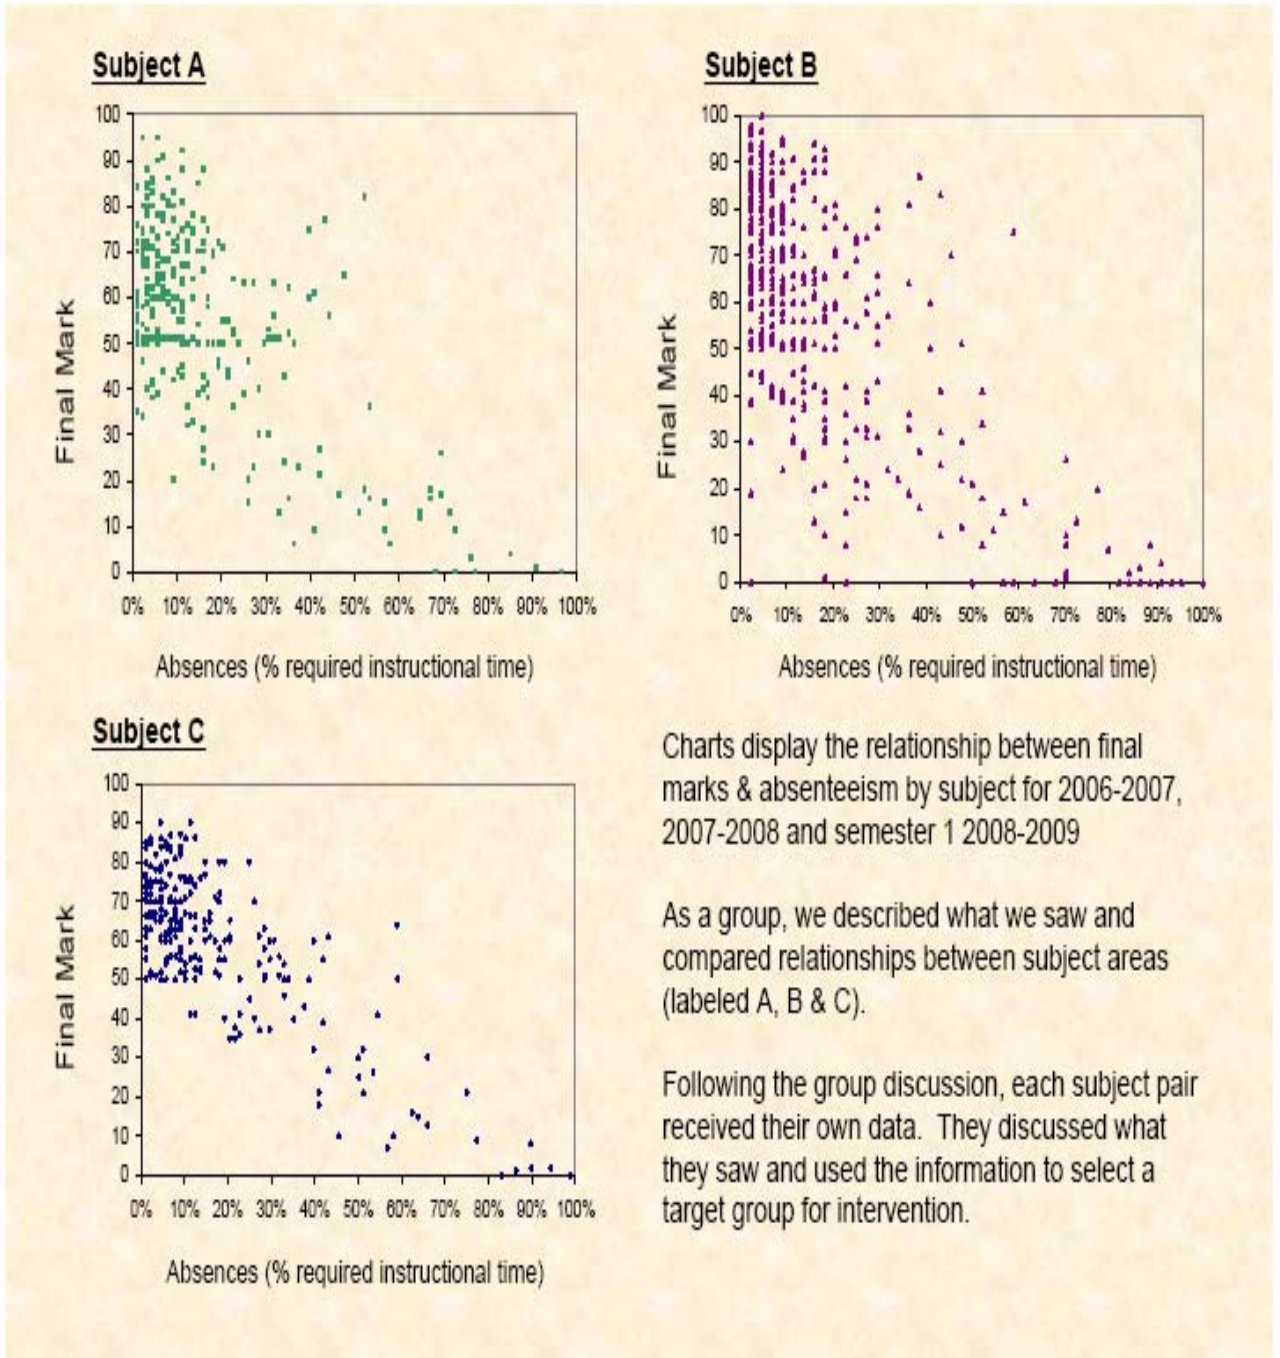 Subject A
100
90
80
70
60
50
40
30
20
10
0
Final Mark
0% 10% 20% 30% 40% 50% 60% 70% 80% 90% 100%
Absences (% required instructional time)
Subject B
100
90
80
70
60
50
40
30
20
10
0
Final Mark
0% 10% 20% 30% 40% 50% 60% 70% 80% 90% 100%
Absences (% required instructional time)
Subject C
100
90
80
70
60
50
40
30
20
10
0
Final Mark
0% 10% 20% 30% 40% 50% 60% 70% 80% 90% 100%
Absences (% required instructional time)
Charts display the relationship between final
marks & absenteeism by subject for 2006-2007,
2007-2008 and semester 1 2008-2009
As a group, we described what we saw and
compared relationships between subject areas
(labeled A, B & C).
Following the group discussion, each subject pair
received their own data. They discussed what
they saw and used the information to select a
target group for intervention.